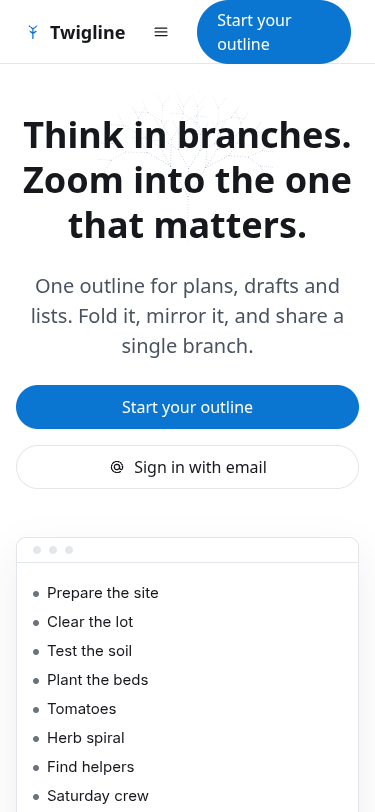 Twigline
Start your
outline
Think in branches.
Zoom into the one
that matters.
One outline for plans, drafts and
lists. Fold it, mirror it, and share a
single branch.
Start your outline
Sign in with email
Prepare the site
Clear the lot
Test the soil
Plant the beds
Tomatoes
Herb spiral
Find helpers
Saturday crew